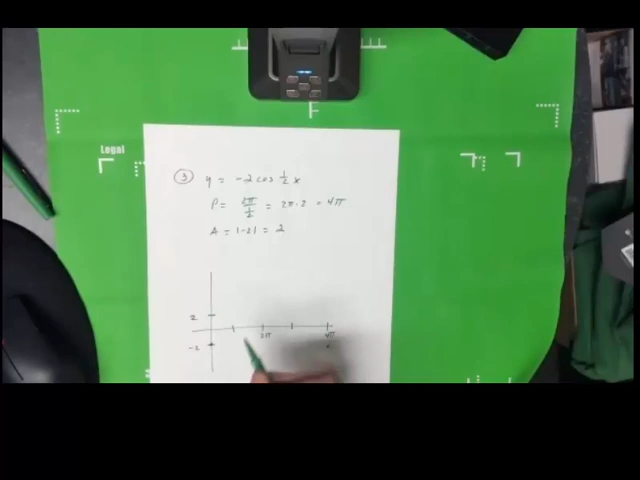 Legal
③ y = -2 cos 1/2 x
P = 2π / 1/2 = 2π · 2 = 4π
A = |-2| = 2
2
2π 4π
-2